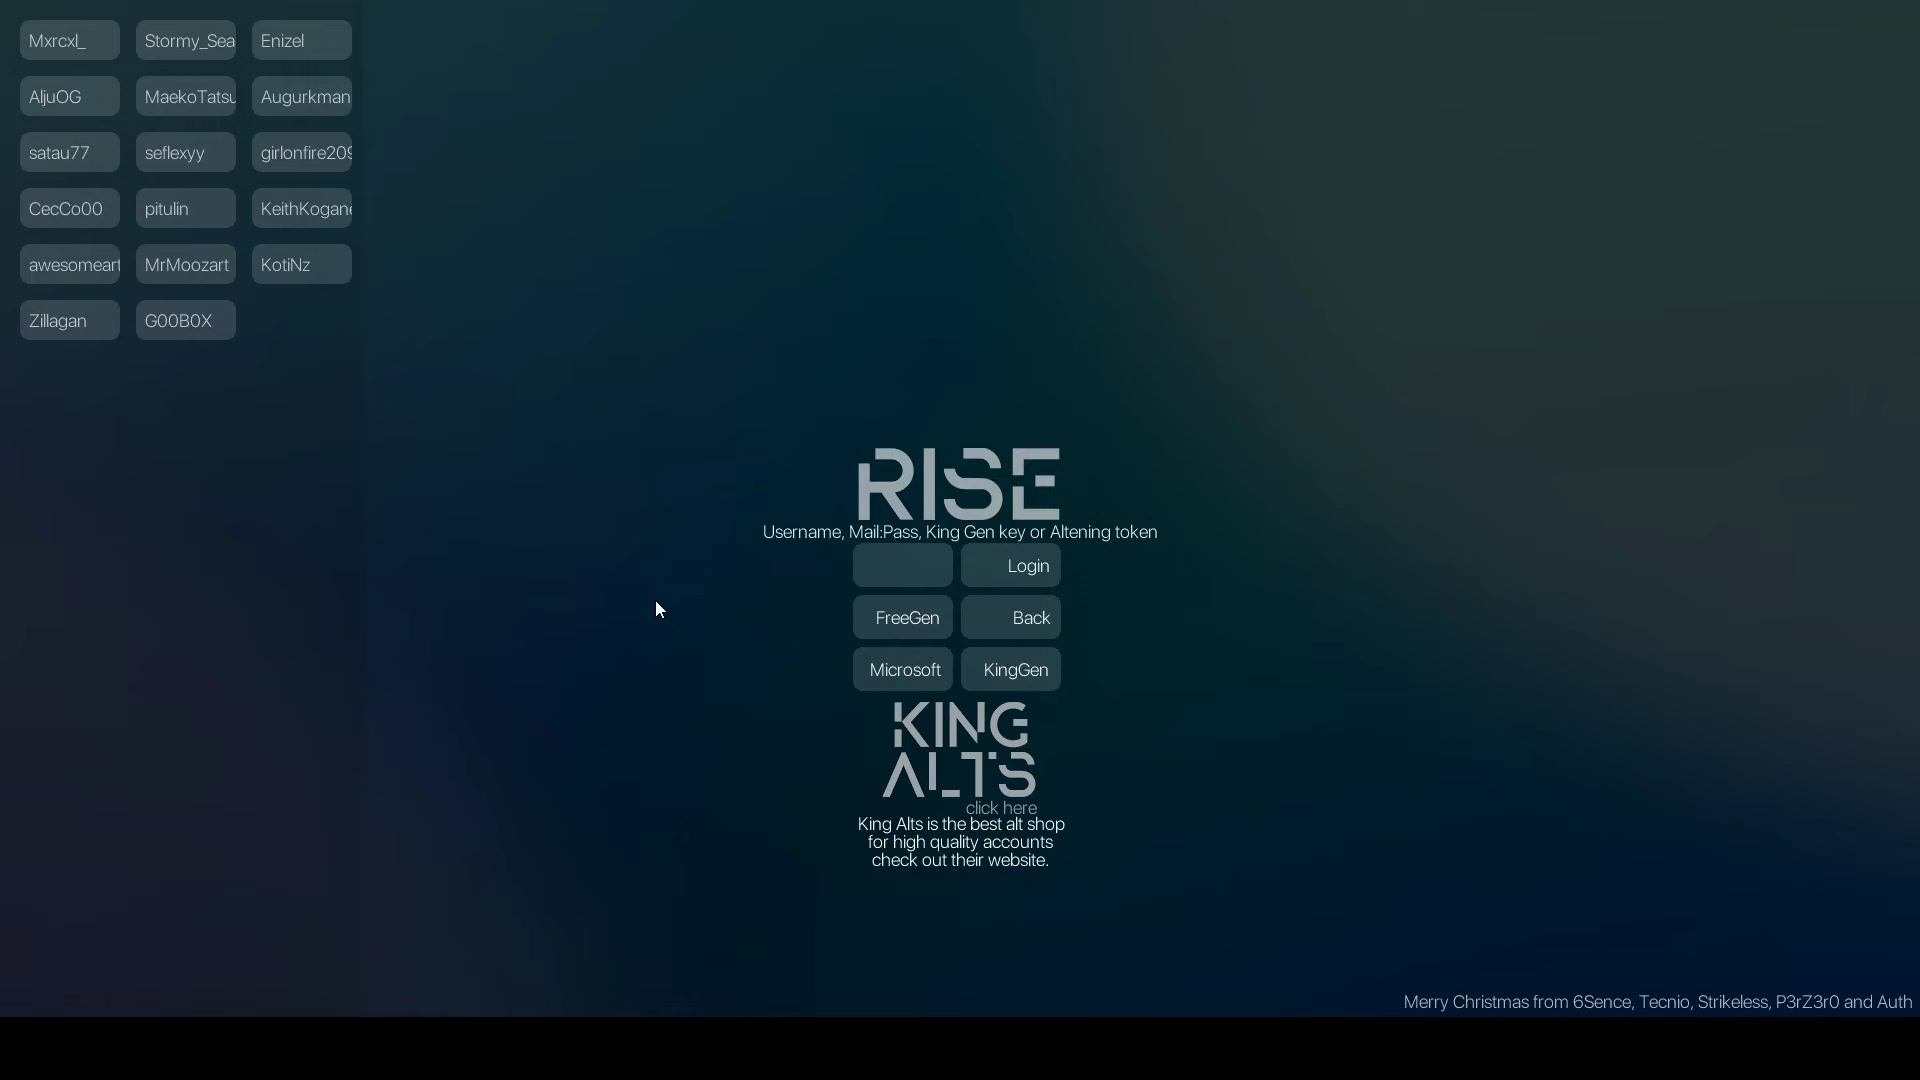 Mxrcxl_ Stormy_Sea Enizel
AljuOG MaekoTatsu Augurkman
satau77 seflexyy girlonfire209
CecCo00 pitulin KeithKogane
awesomeart MrMoozart KotiNz
Zillagan G00B0X
RISE
Username, Mail:Pass, King Gen key or Altening token
Login
FreeGen Back
Microsoft KingGen
KING
ALTS
click here
King Alts is the best alt shop
for high quality accounts
check out their website.
Merry Christmas from 6Sence, Tecnio, Strikeless, P3rZ3r0 and Auth